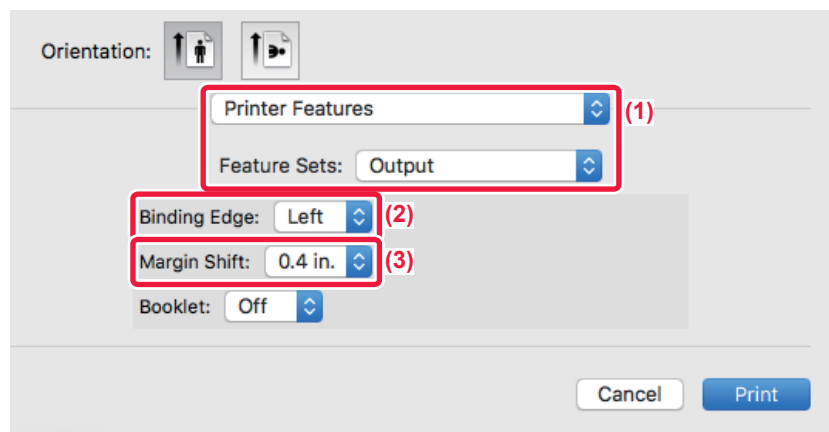 Orientation:
Printer Features (1)
Feature Sets: Output
Binding Edge: Left (2)
Margin Shift: 0.4 in. (3)
Booklet: Off
Cancel Print